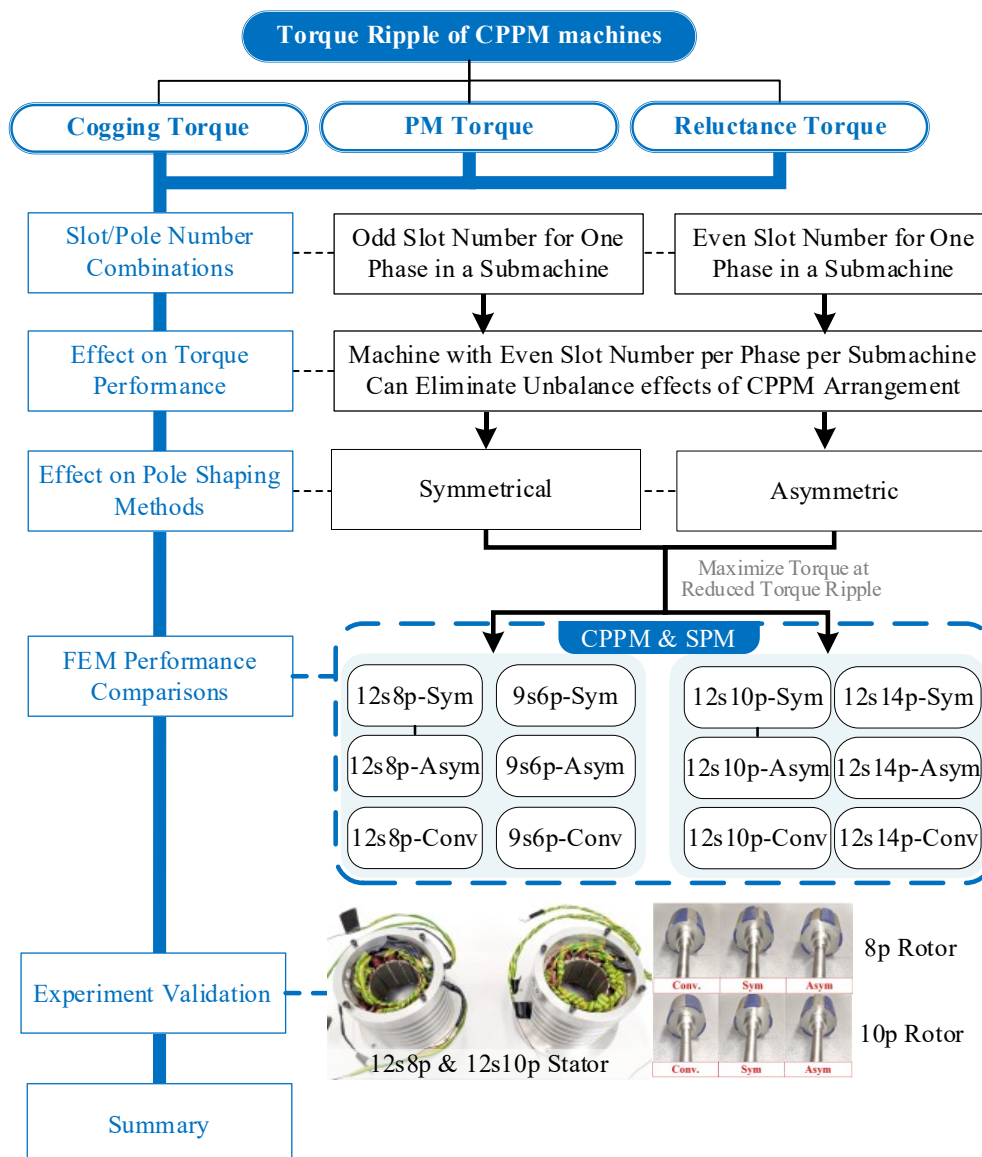 Torque Ripple of CPPM machines
Cogging Torque
PM Torque
Reluctance Torque
Slot/Pole Number
Combinations
Odd Slot Number for One
Phase in a Submachine
Even Slot Number for One
Phase in a Submachine
Effect on Torque
Performance
Machine with Even Slot Number per Phase per Submachine
Can Eliminate Unbalance effects of CPPM Arrangement
Effect on Pole Shaping
Methods
Symmetrical
Asymmetric
Maximize Torque at
Reduced Torque Ripple
FEM Performance
Comparisons
CPPM & SPM
12s8p-Sym
9s6p-Sym
12s10p-Sym
12s14p-Sym
12s8p-Asym
9s6p-Asym
12s10p-Asym
12s14p-Asym
12s8p-Conv
9s6p-Conv
12s10p-Conv
12s14p-Conv
Experiment Validation
12s8p & 12s10p Stator
Conv.
Sym
Asym
8p Rotor
Conv.
Sym
Asym
10p Rotor
Summary